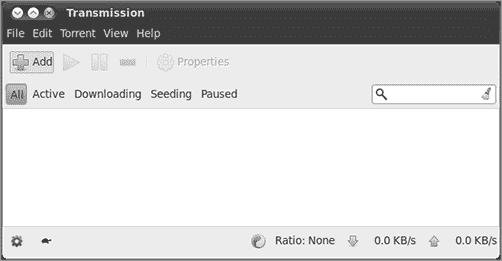 Transmission
File Edit Torrent View Help
Add Properties
All Active Downloading Seeding Paused
Ratio: None 0.0 KB/s 0.0 KB/s